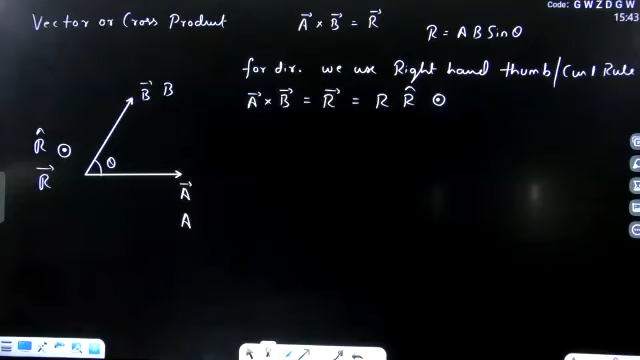 Code: G W Z D G W
15:43
Vector or Cross Product
A⃗ × B⃗ = R⃗
R = A B Sin θ
for dir. we use Right hand thumb/Curl Rule
A⃗ × B⃗ = R⃗ = R R̂ ⊙
B⃗ B
R̂ ⊙
R⃗
θ
A⃗
A